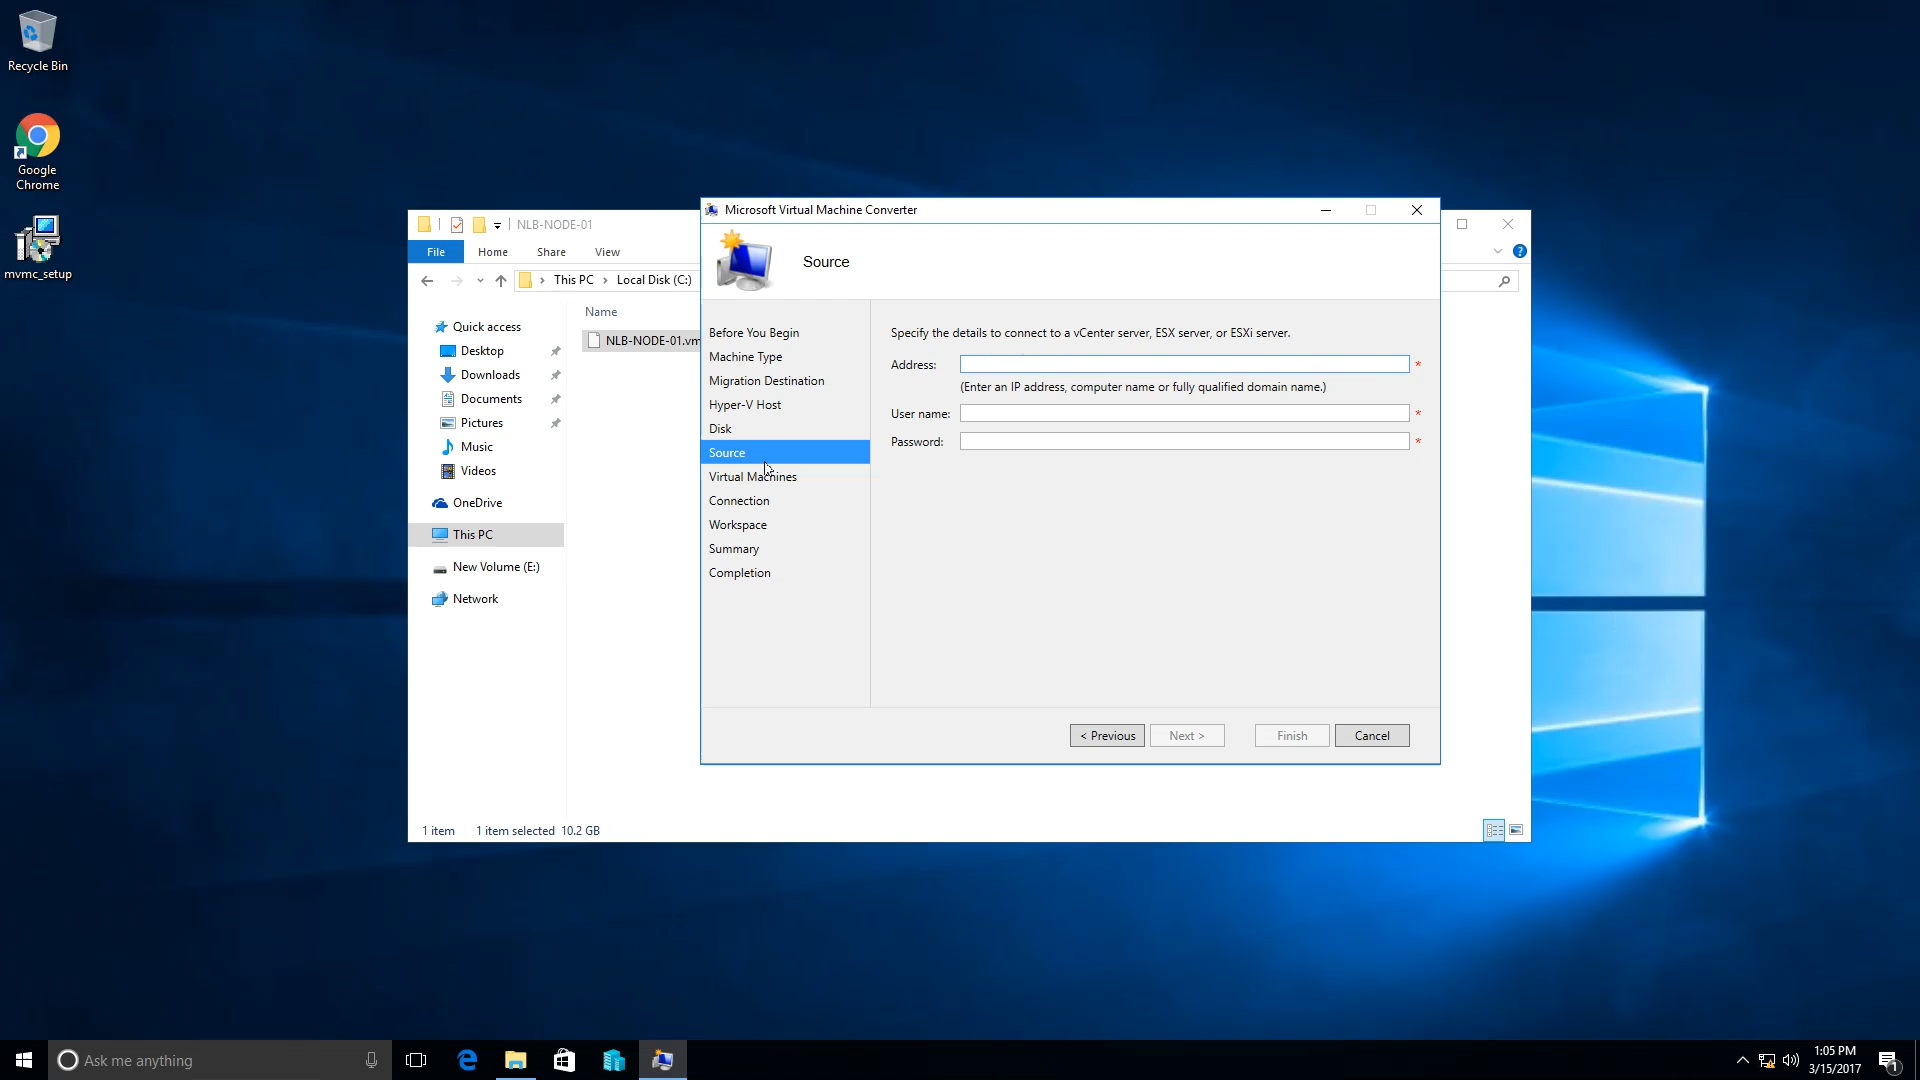 Recycle Bin
Google
Chrome
mvmc_setup
NLB-NODE-01
File
Home
Share
View
This PC
Local Disk (C:)
Quick access
Desktop
Downloads
Documents
Pictures
Music
Videos
OneDrive
This PC
New Volume (E:)
Network
Name
NLB-NODE-01.vm
1 item
1 item selected 10.2 GB
Microsoft Virtual Machine Converter
Source
Before You Begin
Machine Type
Migration Destination
Hyper-V Host
Disk
Source
Virtual Machines
Connection
Workspace
Summary
Completion
Specify the details to connect to a vCenter server, ESX server, or ESXi server.
Address:
*
(Enter an IP address, computer name or fully qualified domain name.)
User name:
*
Password:
*
< Previous
Next >
Finish
Cancel
Ask me anything
1:05 PM
3/15/2017
1